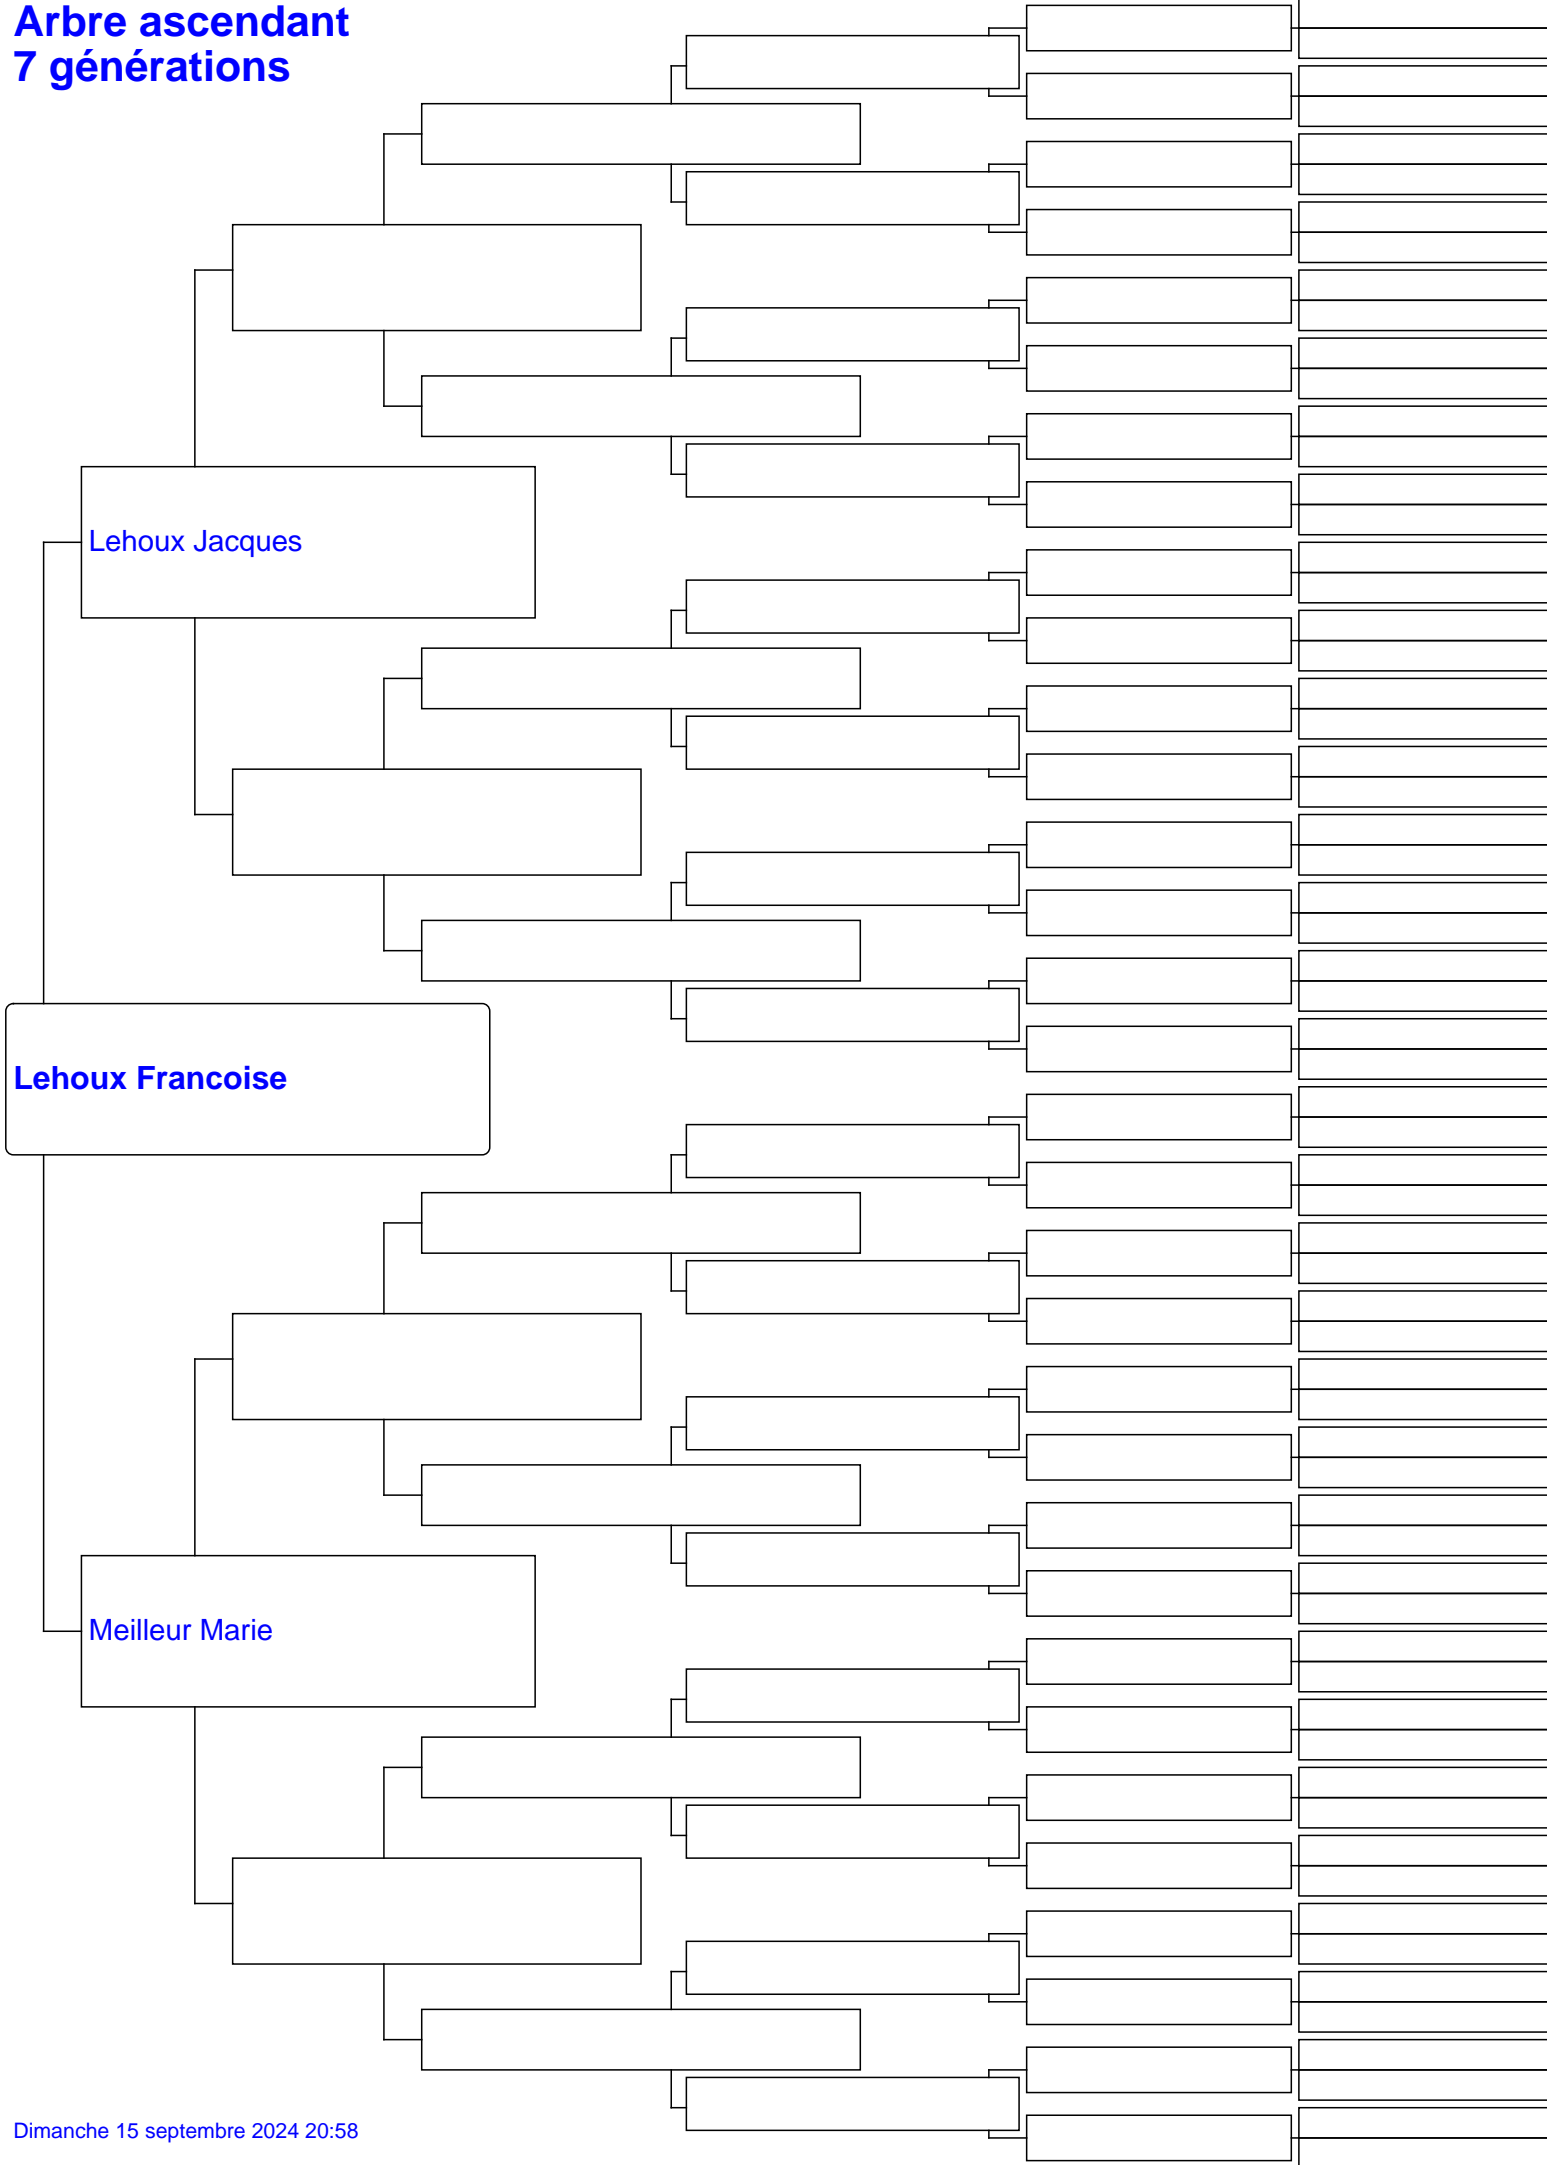 Arbre ascendant
7 générations
Lehoux Jacques
Lehoux Francoise
Meilleur Marie
Dimanche 15 septembre 2024 20:58